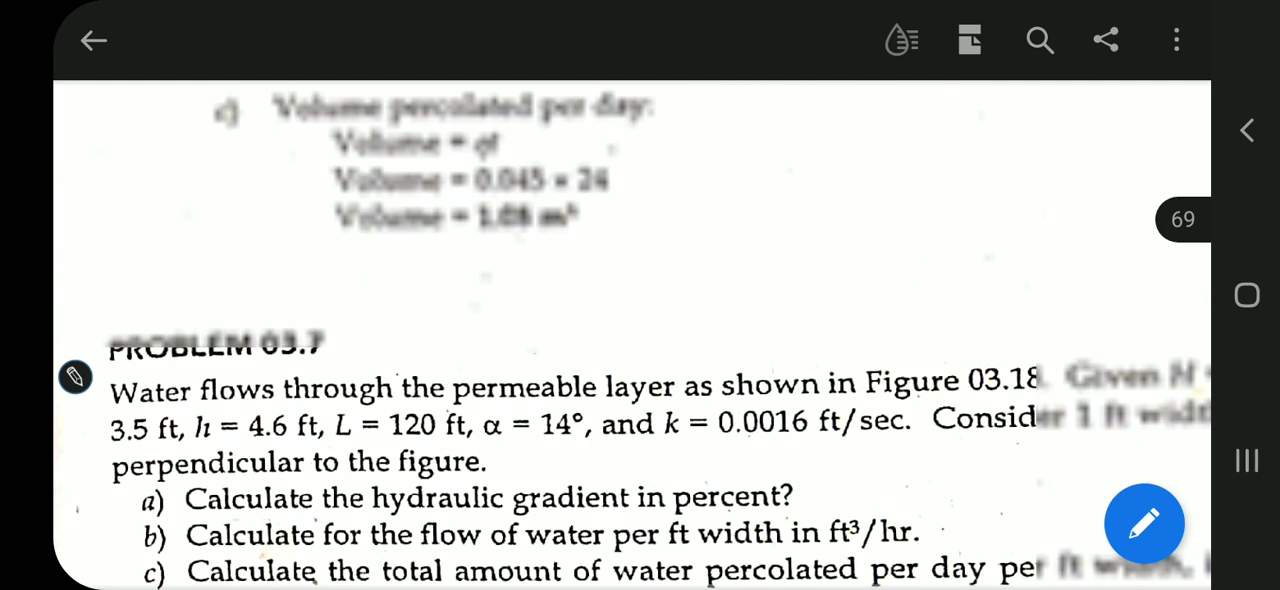 c) Volume percolated per day:
Volume = qt
Volume = 0.045 × 24
Volume = 1.08 m³
69
PROBLEM 03.7
Water flows through the permeable layer as shown in Figure 03.18. Given H
3.5 ft, h = 4.6 ft, L = 120 ft, α = 14°, and k = 0.0016 ft/sec. Consider 1 ft width
perpendicular to the figure.
a) Calculate the hydraulic gradient in percent?
b) Calculate for the flow of water per ft width in ft³/hr.
c) Calculate the total amount of water percolated per day per ft width,